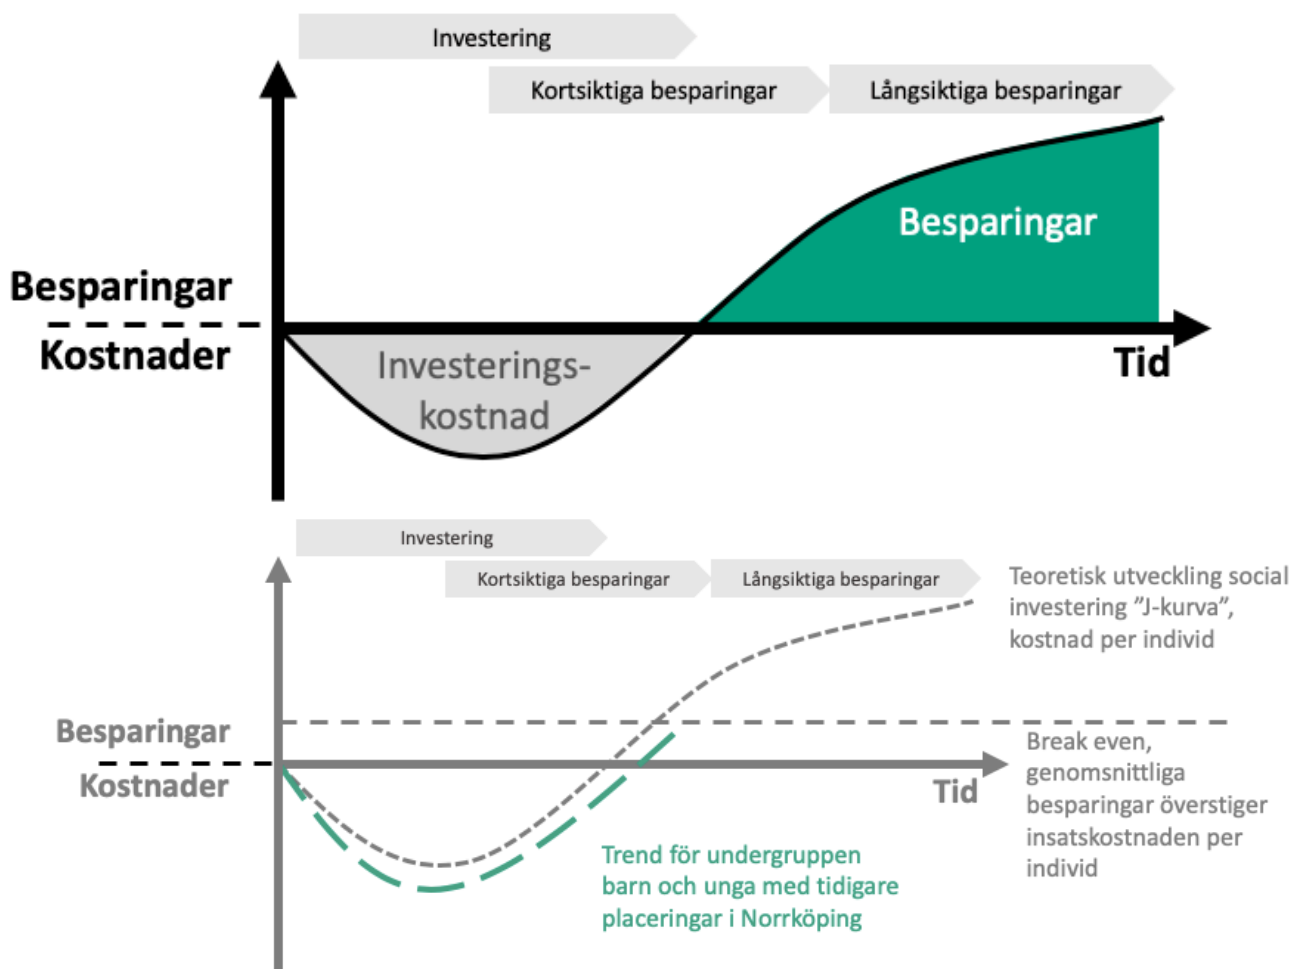 Investering
Kortsiktiga besparingar
Långsiktiga besparingar
Besparingar
Besparingar
Kostnader
Investerings-
kostnad
Tid
Investering
Kortsiktiga besparingar
Långsiktiga besparingar
Teoretisk utveckling social
investering ”J-kurva”,
kostnad per individ
Besparingar
Kostnader
Tid
Break even,
genomsnittliga
besparingar överstiger
insatskostnaden per
individ
Trend för undergruppen
barn och unga med tidigare
placeringar i Norrköping